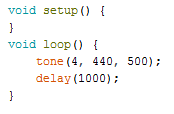 void setup() {
}
void loop() {
    tone(4, 440, 500);
    delay(1000);
}